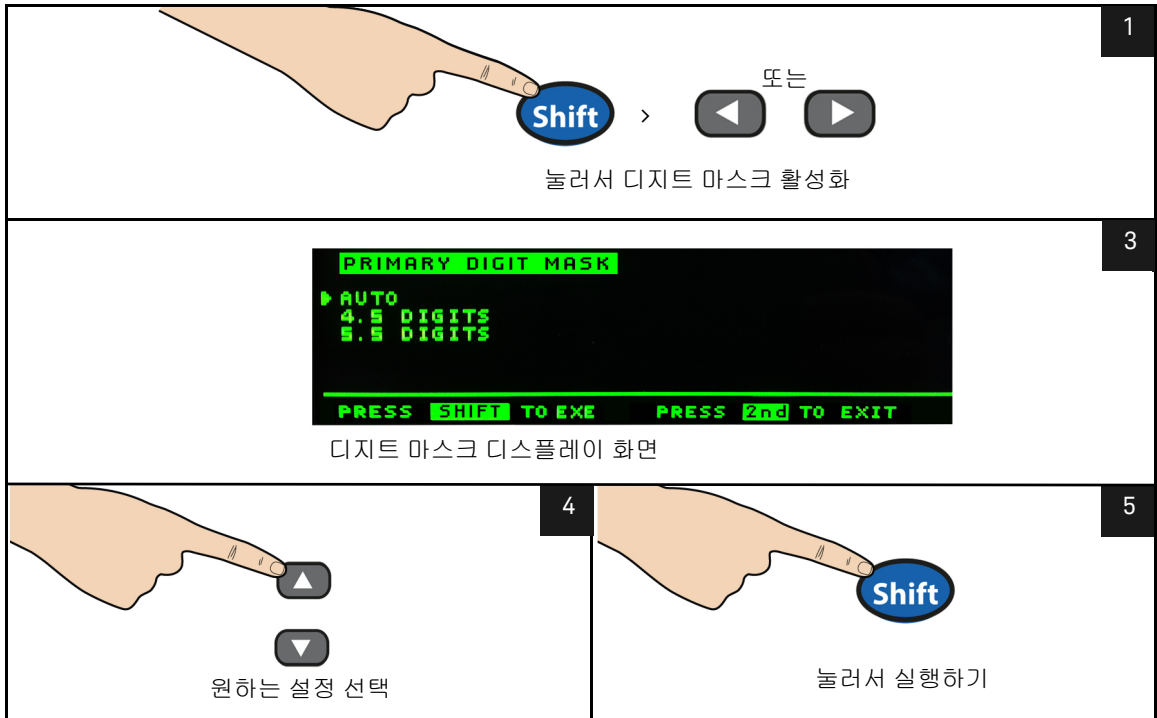 1
또는
Shift >
눌러서 디지트 마스크 활성화
3
PRIMARY DIGIT MASK
AUTO
4.5 DIGITS
5.5 DIGITS
PRESS SHIFT TO EXE PRESS 2nd TO EXIT
디지트 마스크 디스플레이 화면
4
원하는 설정 선택
5
Shift
눌러서 실행하기